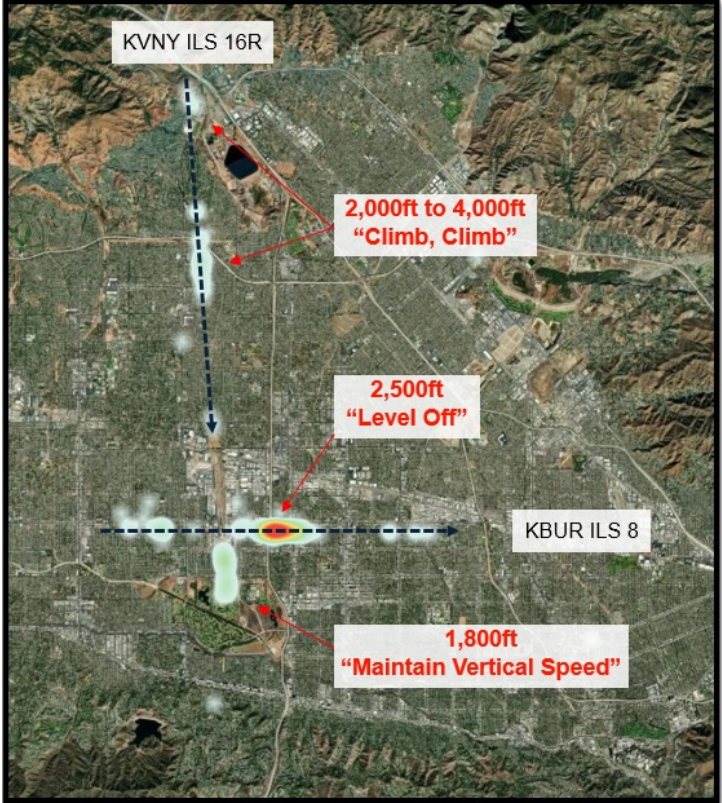 KVNY ILS 16R
2,000ft to 4,000ft
“Climb, Climb”
2,500ft
“Level Off”
KBUR ILS 8
1,800ft
“Maintain Vertical Speed”